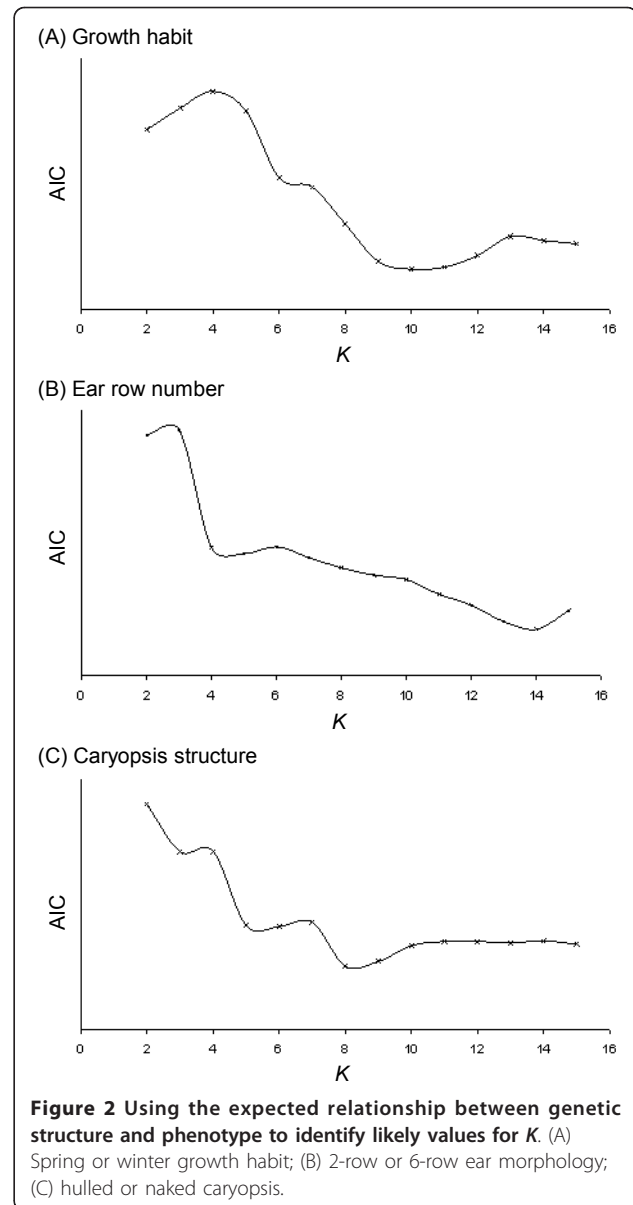 (A) Growth habit
AIC
0 2 4 6 8 10 12 14 16
K
(B) Ear row number
AIC
0 2 4 6 8 10 12 14 16
K
(C) Caryopsis structure
AIC
0 2 4 6 8 10 12 14 16
K
Figure 2 Using the expected relationship between genetic
structure and phenotype to identify likely values for K. (A)
Spring or winter growth habit; (B) 2-row or 6-row ear morphology;
(C) hulled or naked caryopsis.